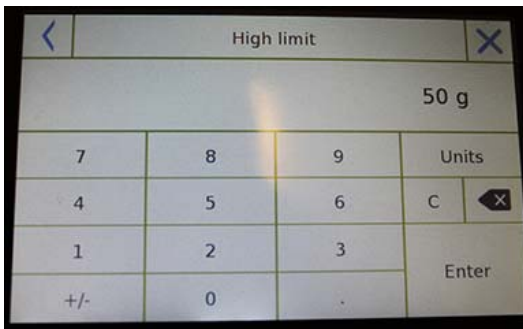 High limit
50 g
7 8 9 Units
4 5 6 C
1 2 3
Enter
+/- 0 .